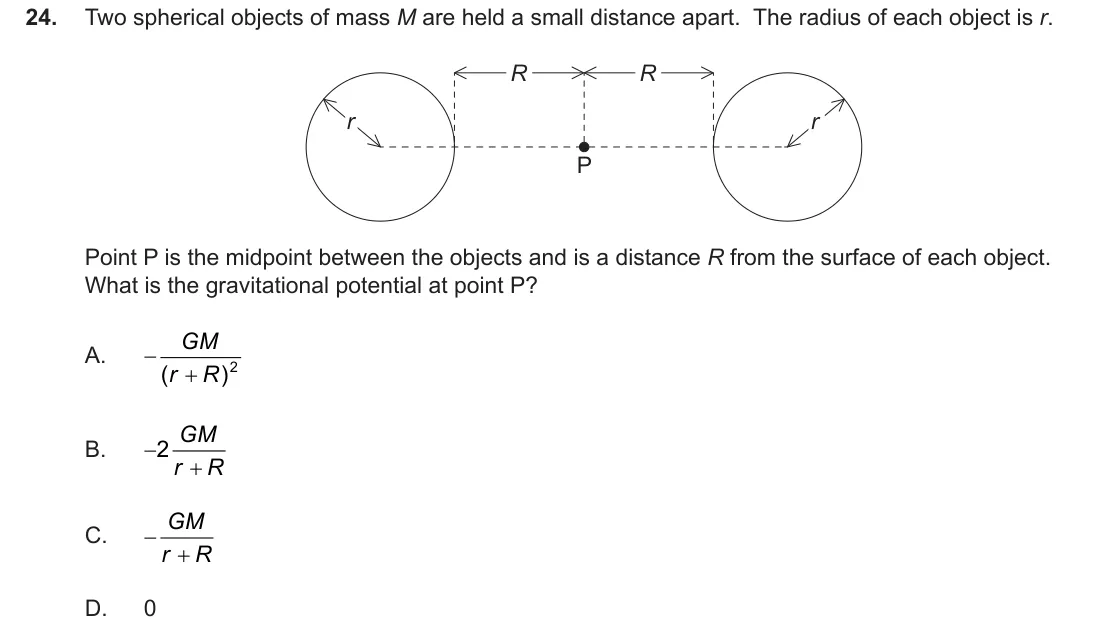 24. Two spherical objects of mass M are held a small distance apart. The radius of each object is r.
R R
r r
P
Point P is the midpoint between the objects and is a distance R from the surface of each object.
What is the gravitational potential at point P?
A. −GM/(r + R)²
B. −2 GM/(r + R)
C. −GM/(r + R)
D. 0